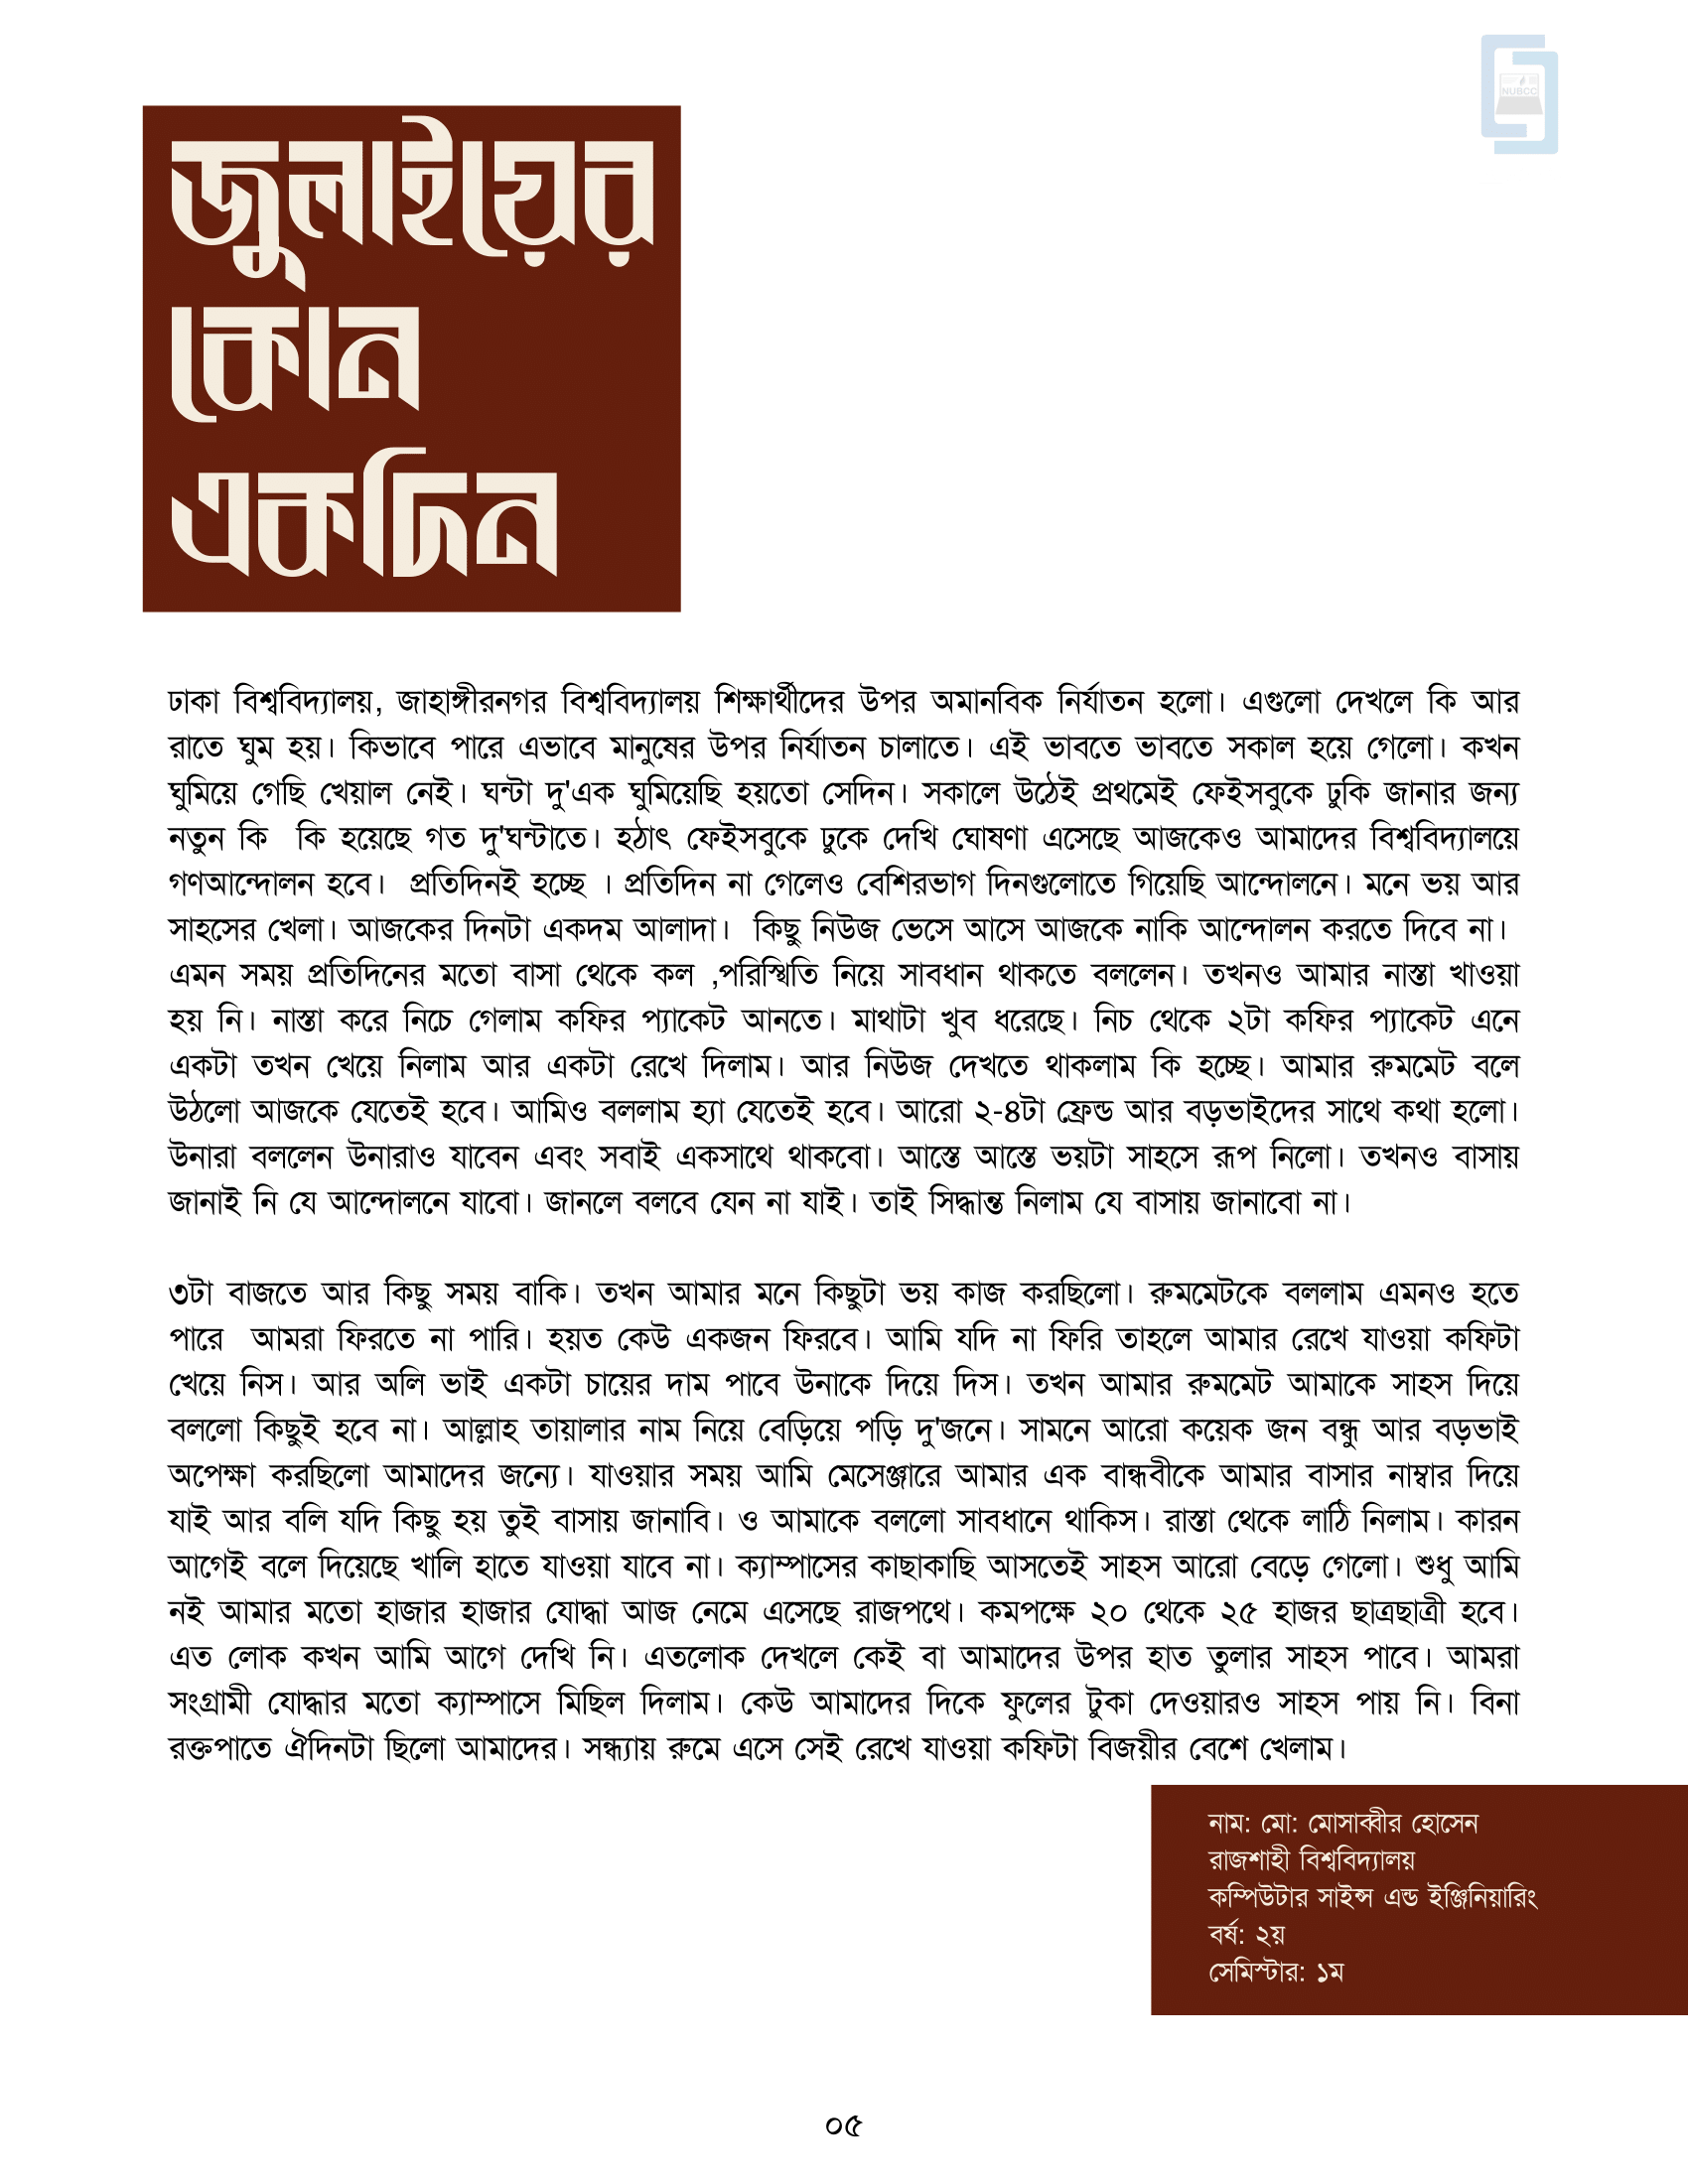 NUBCC
জুলাইয়ের
কোন
একদিন
ঢাকা বিশ্ববিদ্যালয়, জাহাঙ্গীরনগর বিশ্ববিদ্যালয় শিক্ষার্থীদের উপর অমানবিক নির্যাতন হলো। এগুলো দেখলে কি আর
রাতে ঘুম হয়। কিভাবে পারে এভাবে মানুষের উপর নির্যাতন চালাতে। এই ভাবতে ভাবতে সকাল হয়ে গেলো। কখন
ঘুমিয়ে গেছি খেয়াল নেই। ঘন্টা দু'এক ঘুমিয়েছি হয়তো সেদিন। সকালে উঠেই প্রথমেই ফেইসবুকে ঢুকি জানার জন্য
নতুন কি কি হয়েছে গত দু'ঘন্টাতে। হঠাৎ ফেইসবুকে ঢুকে দেখি ঘোষণা এসেছে আজকেও আমাদের বিশ্ববিদ্যালয়ে
গণআন্দোলন হবে। প্রতিদিনই হচ্ছে । প্রতিদিন না গেলেও বেশিরভাগ দিনগুলোতে গিয়েছি আন্দোলনে। মনে ভয় আর
সাহসের খেলা। আজকের দিনটা একদম আলাদা। কিছু নিউজ ভেসে আসে আজকে নাকি আন্দোলন করতে দিবে না।
এমন সময় প্রতিদিনের মতো বাসা থেকে কল ,পরিস্থিতি নিয়ে সাবধান থাকতে বললেন। তখনও আমার নাস্তা খাওয়া
হয় নি। নাস্তা করে নিচে গেলাম কফির প্যাকেট আনতে। মাথাটা খুব ধরেছে। নিচ থেকে ২টা কফির প্যাকেট এনে
একটা তখন খেয়ে নিলাম আর একটা রেখে দিলাম। আর নিউজ দেখতে থাকলাম কি হচ্ছে। আমার রুমমেট বলে
উঠলো আজকে যেতেই হবে। আমিও বললাম হ্যা যেতেই হবে। আরো ২-৪টা ফ্রেন্ড আর বড়ভাইদের সাথে কথা হলো।
উনারা বললেন উনারাও যাবেন এবং সবাই একসাথে থাকবো। আস্তে আস্তে ভয়টা সাহসে রূপ নিলো। তখনও বাসায়
জানাই নি যে আন্দোলনে যাবো। জানলে বলবে যেন না যাই। তাই সিদ্ধান্ত নিলাম যে বাসায় জানাবো না।
৩টা বাজতে আর কিছু সময় বাকি। তখন আমার মনে কিছুটা ভয় কাজ করছিলো। রুমমেটকে বললাম এমনও হতে
পারে আমরা ফিরতে না পারি। হয়ত কেউ একজন ফিরবে। আমি যদি না ফিরি তাহলে আমার রেখে যাওয়া কফিটা
খেয়ে নিস। আর অলি ভাই একটা চায়ের দাম পাবে উনাকে দিয়ে দিস। তখন আমার রুমমেট আমাকে সাহস দিয়ে
বললো কিছুই হবে না। আল্লাহ তায়ালার নাম নিয়ে বেড়িয়ে পড়ি দু'জনে। সামনে আরো কয়েক জন বন্ধু আর বড়ভাই
অপেক্ষা করছিলো আমাদের জন্যে। যাওয়ার সময় আমি মেসেঞ্জারে আমার এক বান্ধবীকে আমার বাসার নাম্বার দিয়ে
যাই আর বলি যদি কিছু হয় তুই বাসায় জানাবি। ও আমাকে বললো সাবধানে থাকিস। রাস্তা থেকে লাঠি নিলাম। কারন
আগেই বলে দিয়েছে খালি হাতে যাওয়া যাবে না। ক্যাম্পাসের কাছাকাছি আসতেই সাহস আরো বেড়ে গেলো। শুধু আমি
নই আমার মতো হাজার হাজার যোদ্ধা আজ নেমে এসেছে রাজপথে। কমপক্ষে ২০ থেকে ২৫ হাজর ছাত্রছাত্রী হবে।
এত লোক কখন আমি আগে দেখি নি। এতলোক দেখলে কেই বা আমাদের উপর হাত তুলার সাহস পাবে। আমরা
সংগ্রামী যোদ্ধার মতো ক্যাম্পাসে মিছিল দিলাম। কেউ আমাদের দিকে ফুলের টুকা দেওয়ারও সাহস পায় নি। বিনা
রক্তপাতে ঐদিনটা ছিলো আমাদের। সন্ধ্যায় রুমে এসে সেই রেখে যাওয়া কফিটা বিজয়ীর বেশে খেলাম।
নাম: মো: মোসাব্বীর হোসেন
রাজশাহী বিশ্ববিদ্যালয়
কম্পিউটার সাইন্স এন্ড ইঞ্জিনিয়ারিং
বর্ষ: ২য়
সেমিস্টার: ১ম
০৫